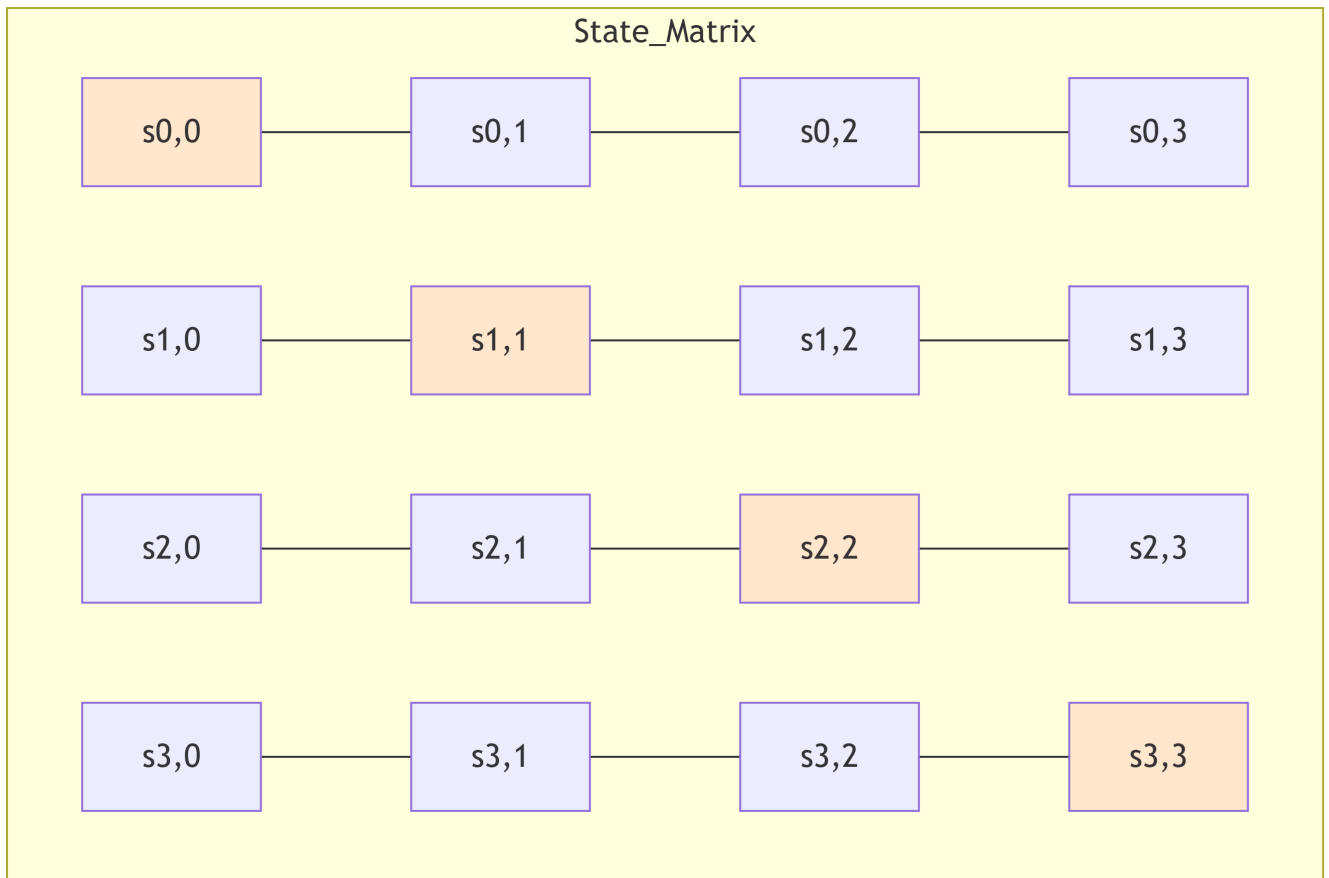 State_Matrix
s0,0 s0,1 s0,2 s0,3
s1,0 s1,1 s1,2 s1,3
s2,0 s2,1 s2,2 s2,3
s3,0 s3,1 s3,2 s3,3